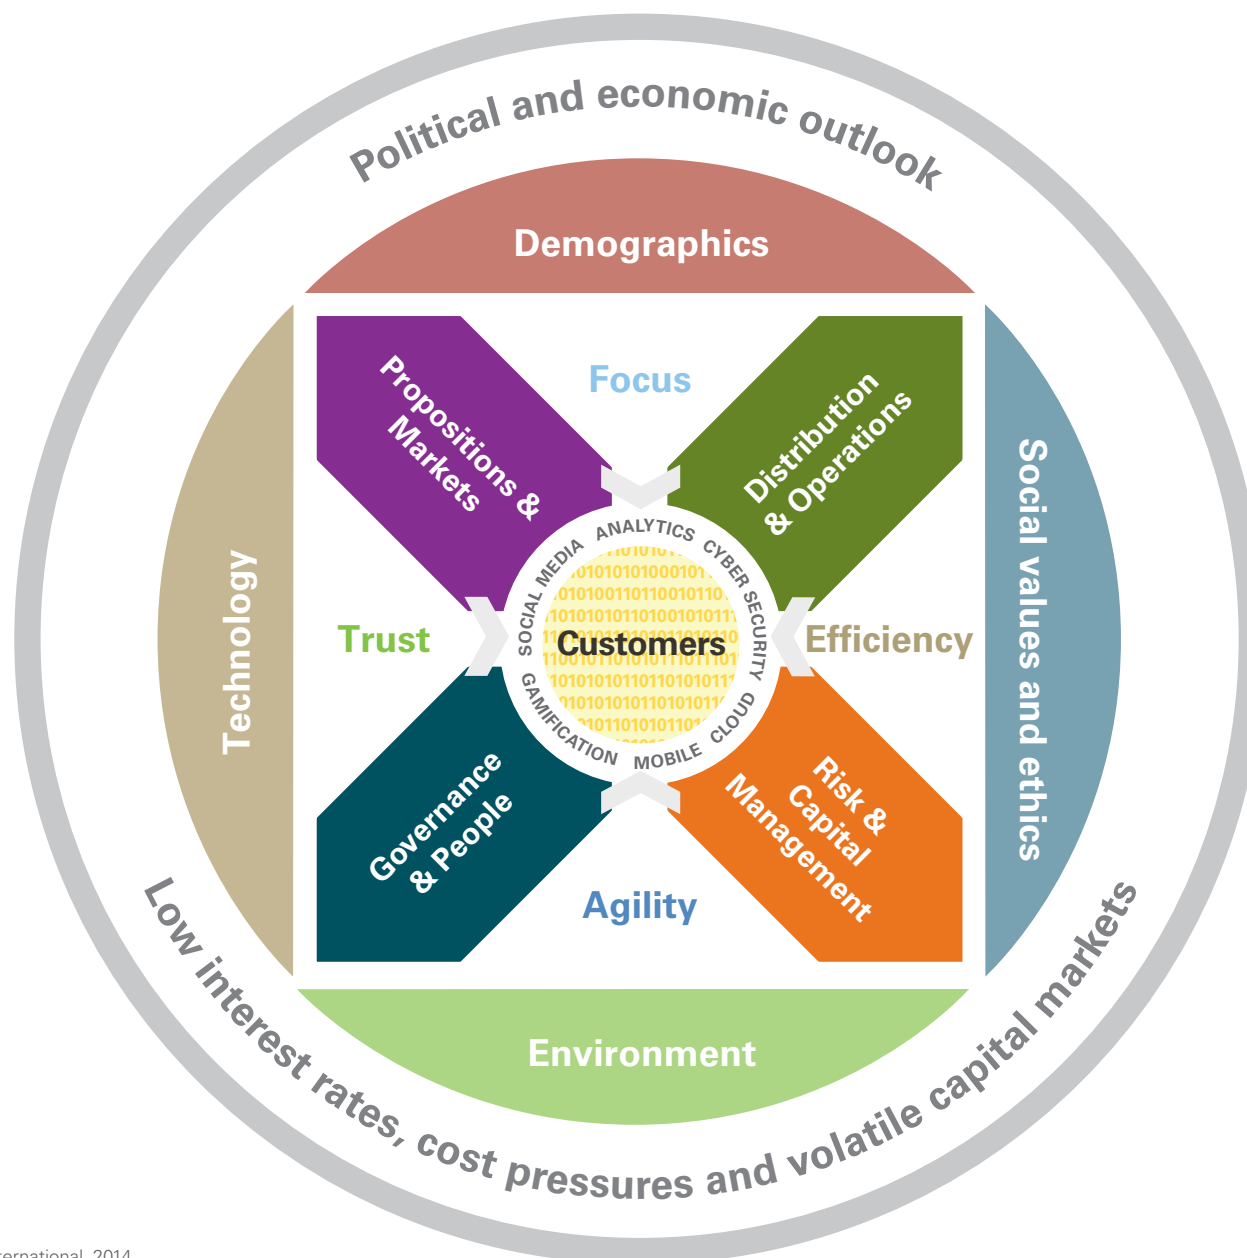 Political and economic outlook
Demographics
Propositions &
Markets
Focus
Distribution
& Operations
Technology
Social values and ethics
SOCIAL MEDIA
ANALYTICS
CYBER SECURITY
Trust
Customers
Efficiency
GAMIFICATION
MOBILE
CLOUD
Governance
& People
Agility
Risk &
Capital
Management
Environment
Low interest rates, cost pressures and volatile capital markets
2014